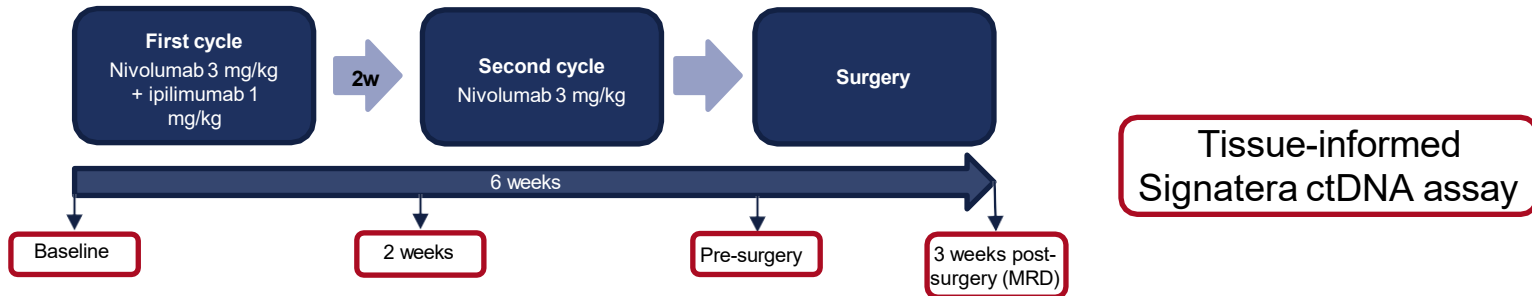 First cycle
Nivolumab 3 mg/kg
+ ipilimumab 1
mg/kg
2w
Second cycle
Nivolumab 3 mg/kg
Surgery
6 weeks
Baseline
2 weeks
Pre-surgery
3 weeks post-
surgery (MRD)
Tissue-informed
Signatera ctDNA assay